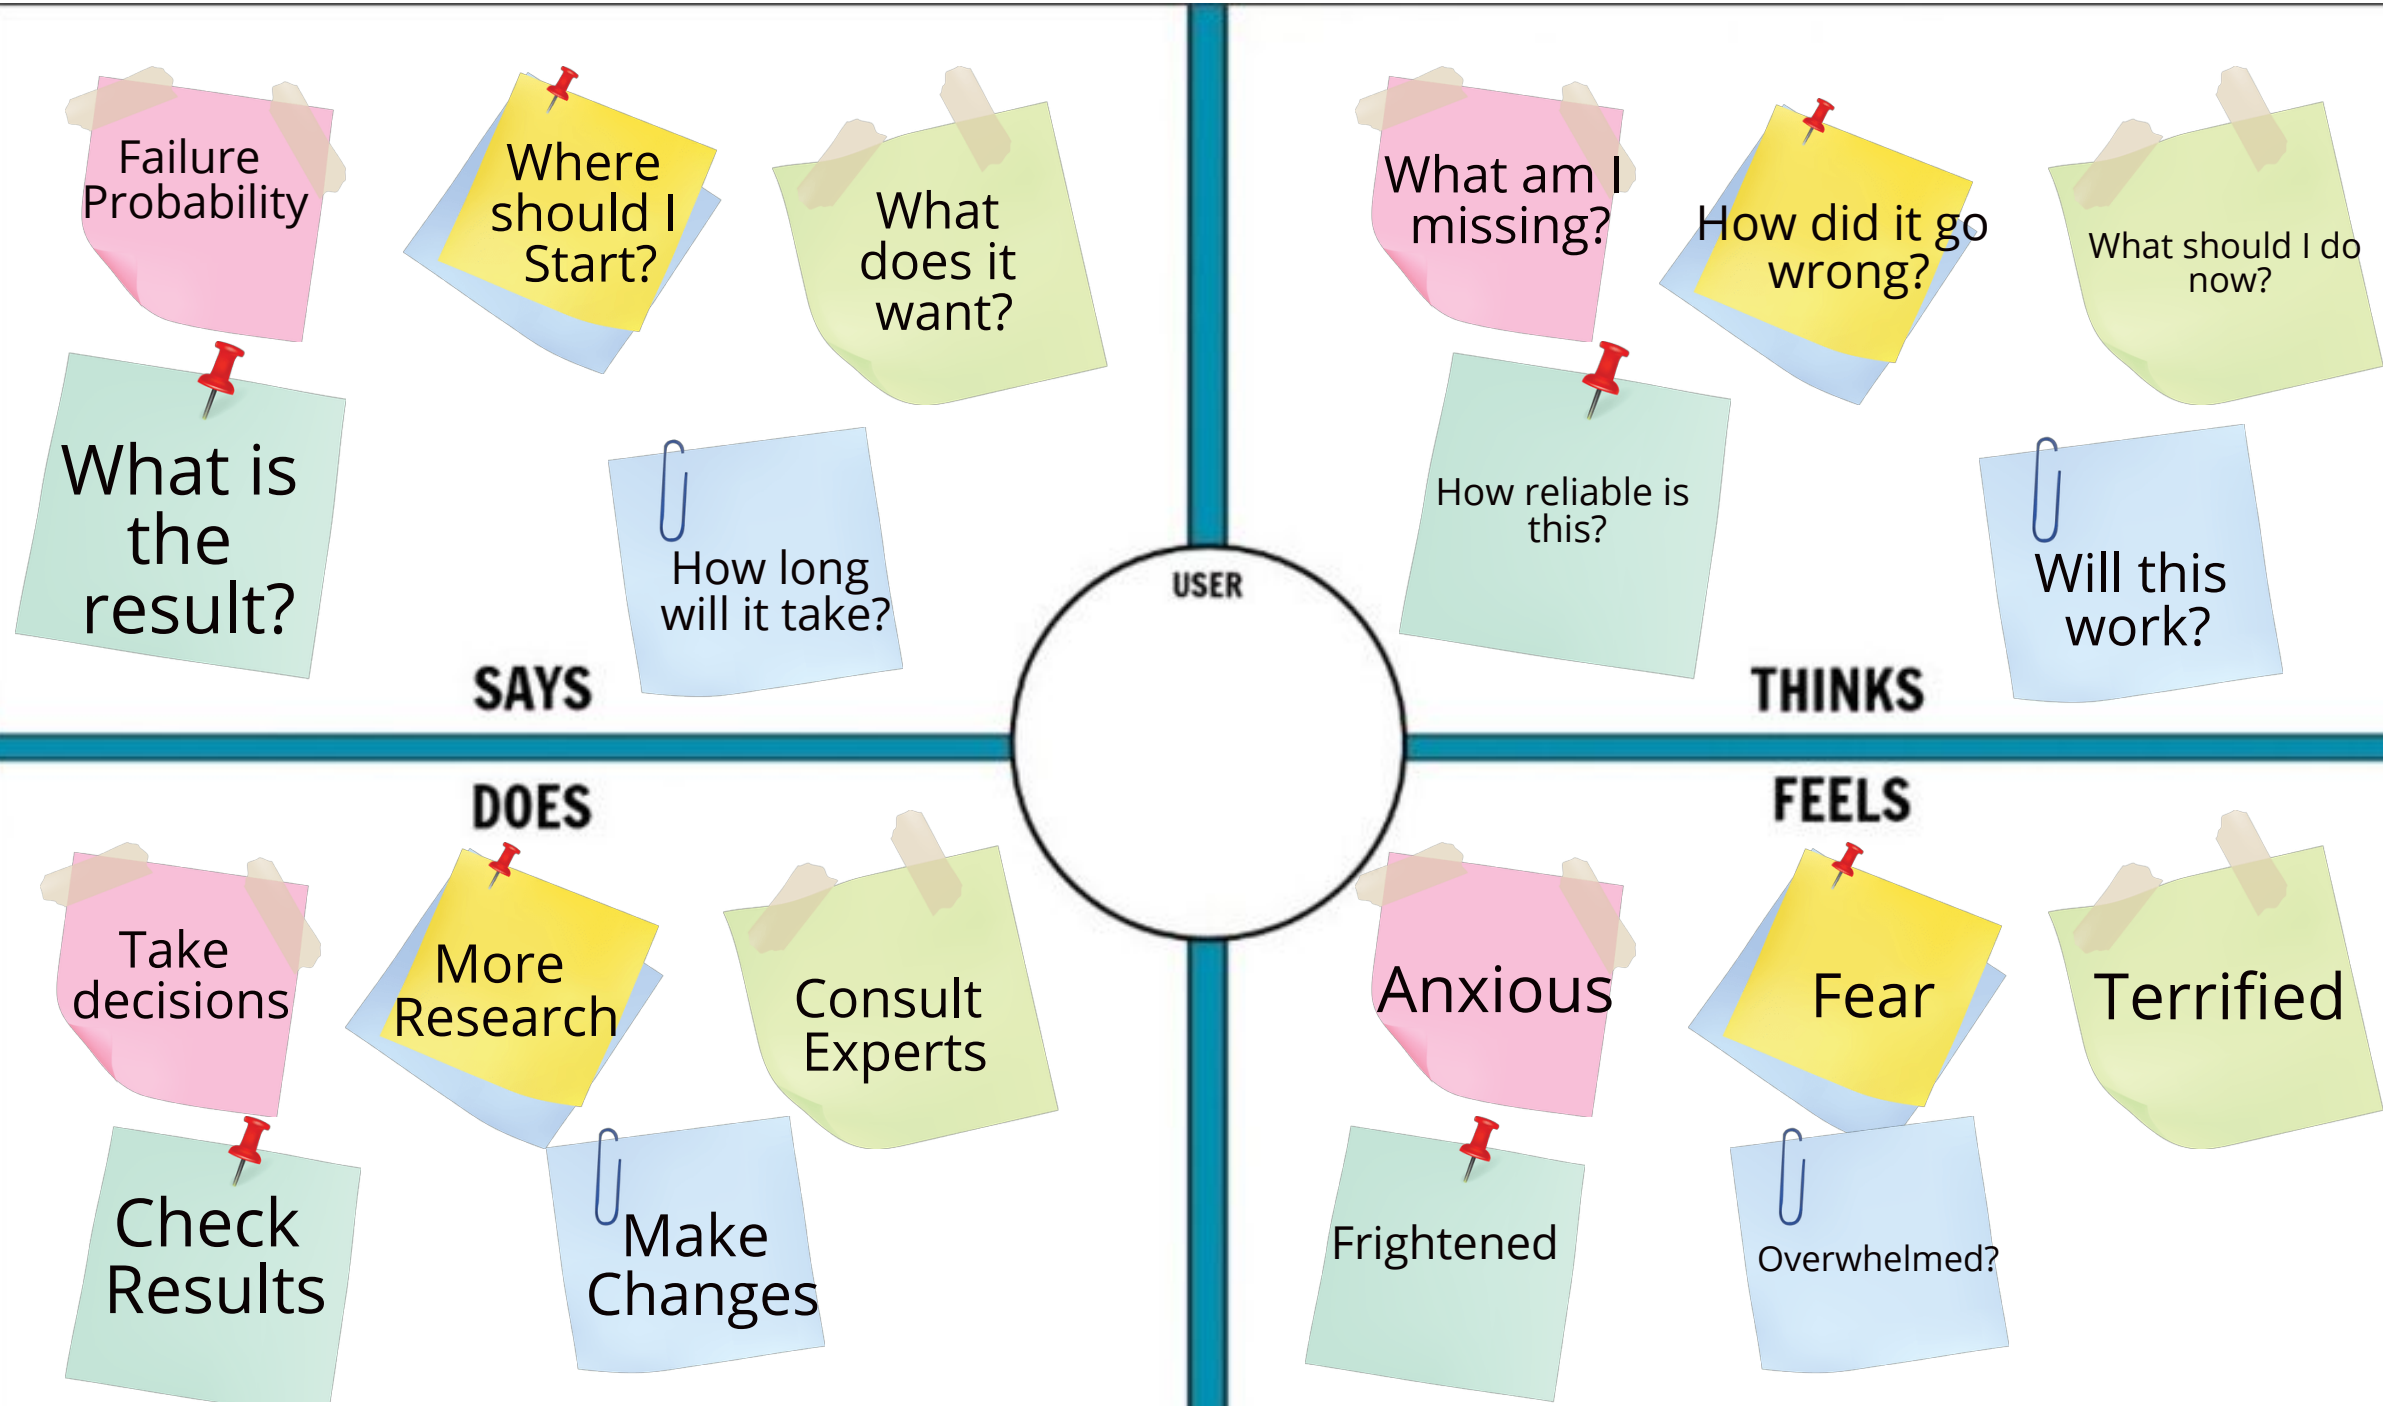 Failure
Probability
Where
should I
Start?
What
does it
want?
What is
the
result?
How long
will it take?
SAYS
What am I
missing?
How did it go
wrong?
What should I do
now?
How reliable is
this?
Will this
work?
THINKS
USER
DOES
Take
decisions
More
Research
Consult
Experts
Check
Results
Make
Changes
FEELS
Anxious
Fear
Terrified
Frightened
Overwhelmed?